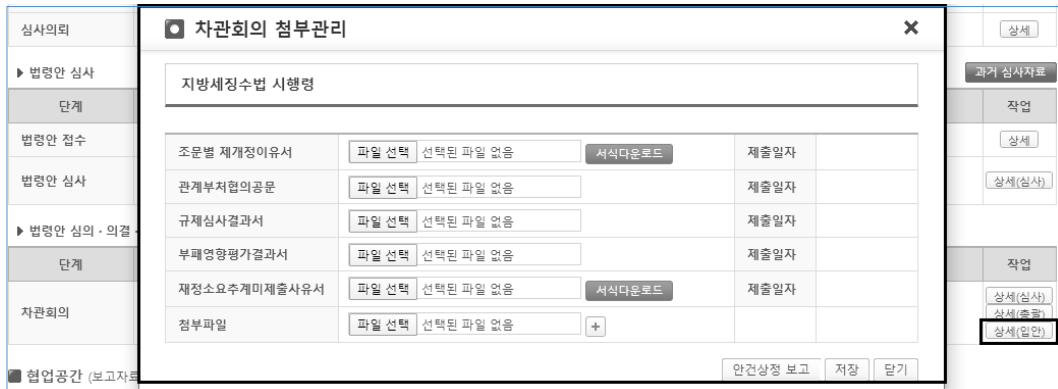 심사의뢰
상세
▶ 법령안 심사
과거 심사자료
단계
작업
법령안 접수
상세
법령안 심사
상세(심사)
▶ 법령안 심의 · 의결
단계
작업
차관회의
상세(심사)
상세(총괄)
상세(입안)
협업공간 (보고자료
차관회의 첨부관리
×
지방세징수법 시행령
조문별 제개정이유서 파일 선택 선택된 파일 없음 서식다운로드 제출일자
관계부처협의공문 파일 선택 선택된 파일 없음 제출일자
규제심사결과서 파일 선택 선택된 파일 없음 제출일자
부패영향평가결과서 파일 선택 선택된 파일 없음 제출일자
재정소요추계미제출사유서 파일 선택 선택된 파일 없음 서식다운로드 제출일자
첨부파일 파일 선택 선택된 파일 없음 +
안건상정 보고 저장 닫기